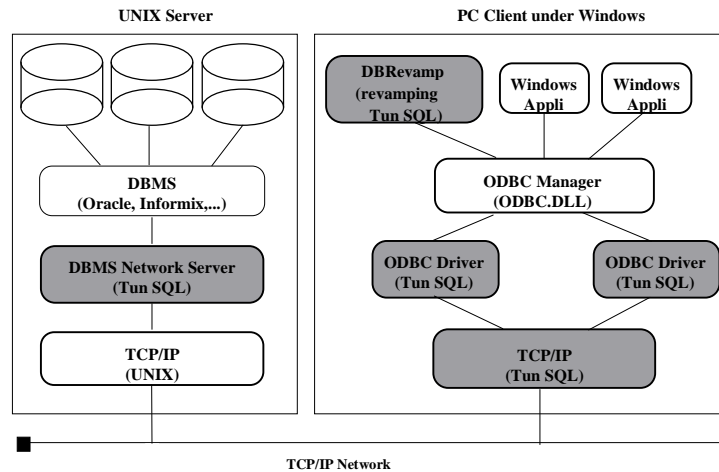 UNIX Server
PC Client under Windows
DBRevamp
(revamping
Tun SQL)
Windows
Appli
Windows
Appli
DBMS
(Oracle, Informix,...)
ODBC Manager
(ODBC.DLL)
DBMS Network Server
(Tun SQL)
ODBC Driver
(Tun SQL)
ODBC Driver
(Tun SQL)
TCP/IP
(UNIX)
TCP/IP
(Tun SQL)
TCP/IP Network